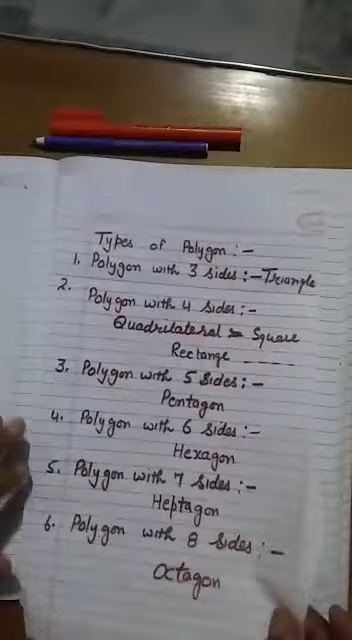 Types of Polygon :-
1. Polygon with 3 sides :- Triangle
2. Polygon with 4 sides :-
Quadrilateral Square
Rectange
3. Polygon with 5 sides :-
Pentagon
4. Polygon with 6 sides :-
Hexagon
5. Polygon with 7 sides :-
Heptagon
6. Polygon with 8 sides :-
Octagon